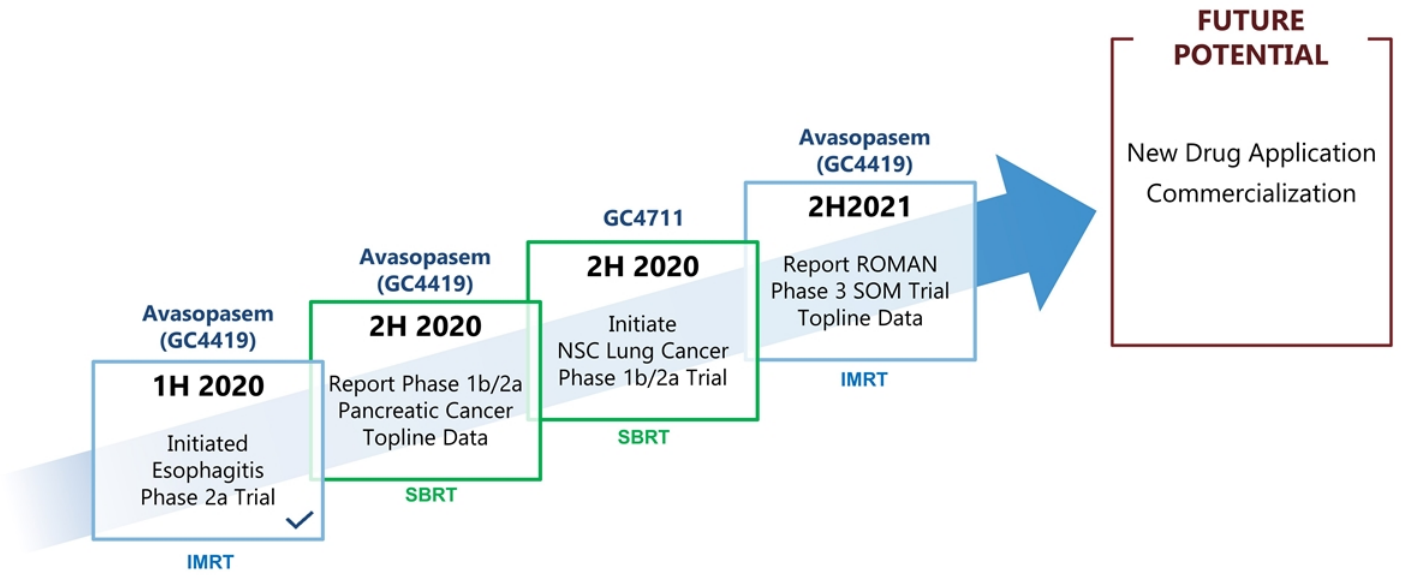 Avasopasem
(GC4419)
1H 2020
Initiated
Esophagitis
Phase 2a Trial
IMRT
Avasopasem
(GC4419)
2H 2020
Report Phase 1b/2a
Pancreatic Cancer
Topline Data
SBRT
GC4711
2H 2020
Initiate
NSC Lung Cancer
Phase 1b/2a Trial
SBRT
Avasopasem
(GC4419)
2H2021
Report ROMAN
Phase 3 SOM Trial
Topline Data
IMRT
FUTURE
POTENTIAL
New Drug Application
Commercialization